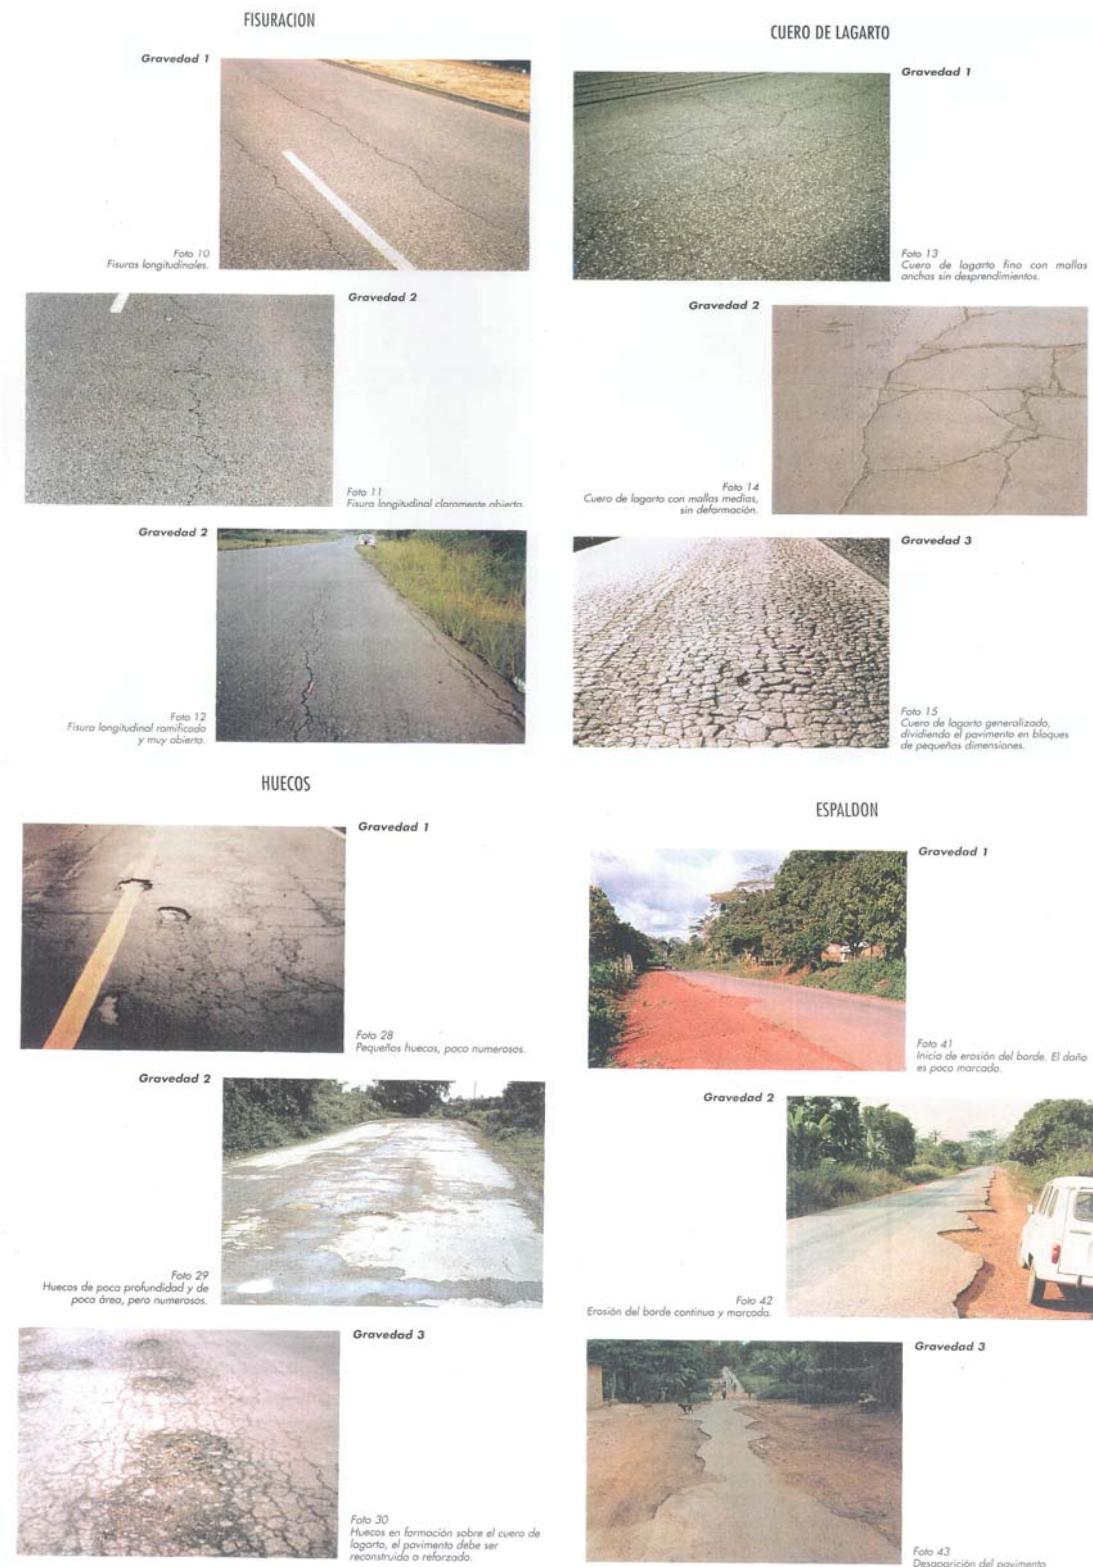 FISURACION
Gravedad 1
Foto 10
Fisuras longitudinales.
Gravedad 2
Foto 11
Fisura longitudinal claramente abierta.
Gravedad 2
Foto 12
Fisura longitudinal ramificada
y muy abierta.
CUERO DE LAGARTO
Gravedad 1
Foto 13
Cuero de lagarto fino con mallas
anchas sin desprendimientos.
Gravedad 2
Foto 14
Cuero de lagarto con mallas medias,
sin deformación.
Gravedad 3
Foto 15
Cuero de lagarto generalizado,
dividiendo el pavimento en bloques
de pequeñas dimensiones.
HUECOS
Gravedad 1
Foto 28
Pequeños huecos, poco numerosos.
Gravedad 2
Foto 29
Huecos de poca profundidad y de
poca área, pero numerosos.
Gravedad 3
Foto 30
Huecos en formación sobre el cuero de
lagarto, el pavimento debe ser
reconstruido o reforzado.
ESPALDON
Gravedad 1
Foto 41
Inicio de erosión del borde. El daño
es poco marcado.
Gravedad 2
Foto 42
Erosión del borde continua y marcada.
Gravedad 3
Foto 43
Desaparición del pavimento.